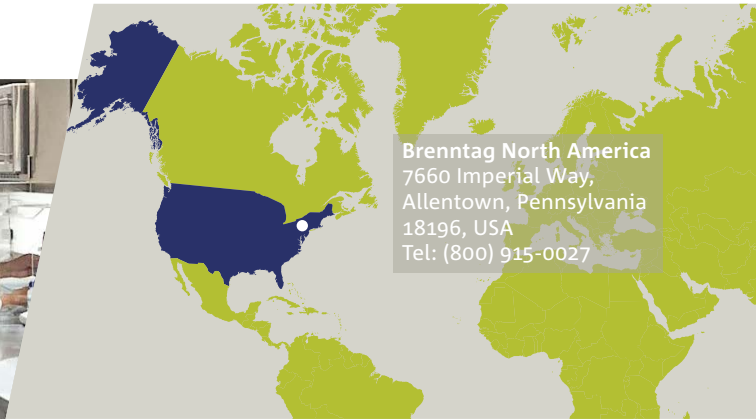 Brenntag North America
7660 Imperial Way,
Allentown, Pennsylvania
18196, USA
Tel: (800) 915-0027